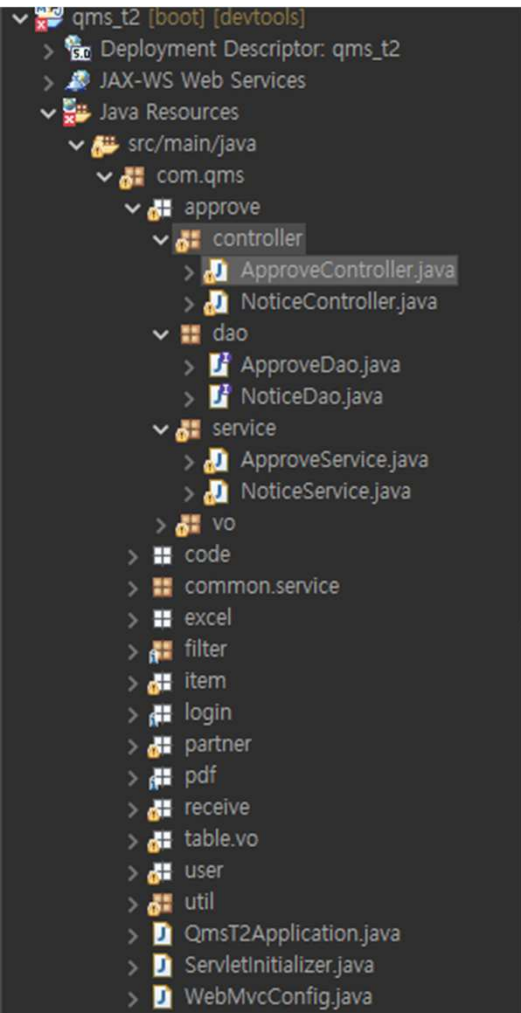 qms_t2 [boot] [devtools]
Deployment Descriptor: qms_t2
JAX-WS Web Services
Java Resources
src/main/java
com.qms
approve
controller
ApproveController.java
NoticeController.java
dao
ApproveDao.java
NoticeDao.java
service
ApproveService.java
NoticeService.java
vo
code
common.service
excel
filter
item
login
partner
pdf
receive
table.vo
user
util
QmsT2Application.java
ServletInitializer.java
WebMvcConfig.java